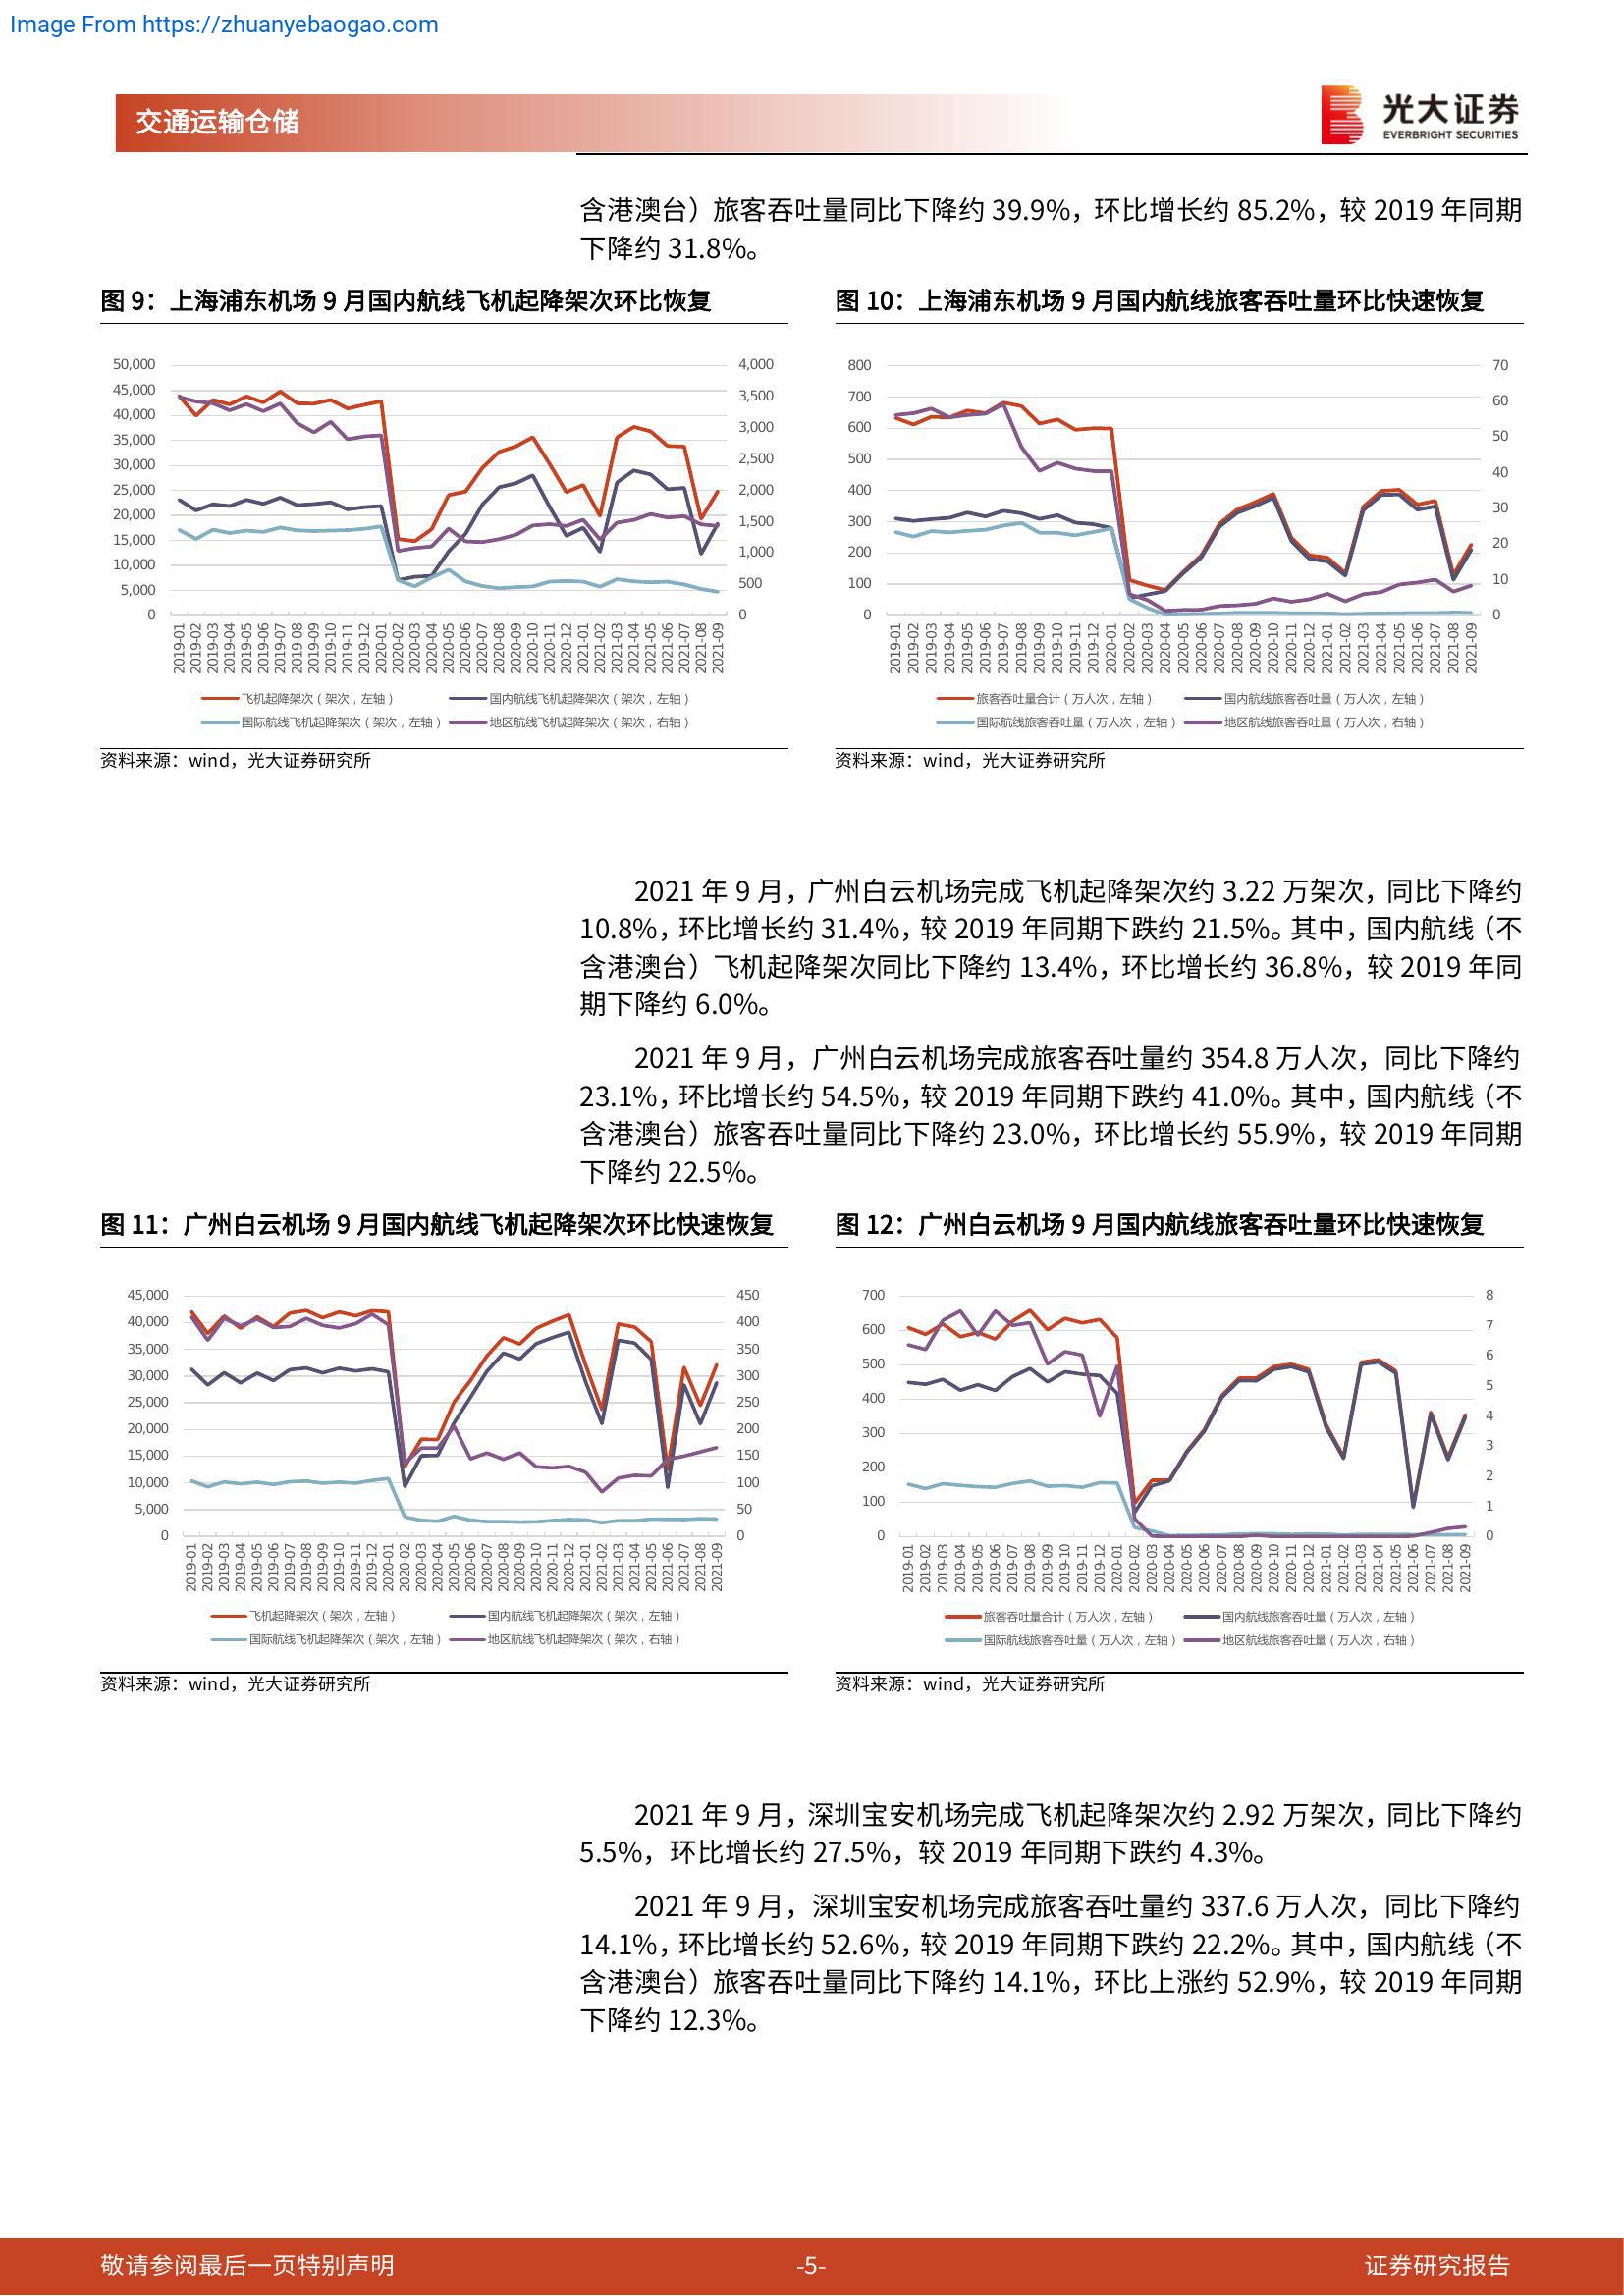 Image From https://zhuanyebaogao.com
交通运输仓储
光大证券
EVERBRIGHT SECURITIES
含港澳台）旅客吞吐量同比下降约 39.9%，环比增长约 85.2%，较 2019 年同期
下降约 31.8%。
图 9：上海浦东机场 9 月国内航线飞机起降架次环比恢复
50,000
45,000
40,000
35,000
30,000
25,000
20,000
15,000
10,000
5,000
0
4,000
3,500
3,000
2,500
2,000
1,500
1,000
500
0
2019-01 2019-02 2019-03 2019-04 2019-05 2019-06 2019-07 2019-08 2019-09 2019-10 2019-11 2019-12 2020-01 2020-02 2020-03 2020-04 2020-05 2020-06 2020-07 2020-08 2020-09 2020-10 2020-11 2020-12 2021-01 2021-02 2021-03 2021-04 2021-05 2021-06 2021-07 2021-08 2021-09
飞机起降架次（架次，左轴） 国内航线飞机起降架次（架次，左轴）
国际航线飞机起降架次（架次，左轴） 地区航线飞机起降架次（架次，右轴）
资料来源：wind，光大证券研究所
图 10：上海浦东机场 9 月国内航线旅客吞吐量环比快速恢复
800
700
600
500
400
300
200
100
0
70
60
50
40
30
20
10
0
2019-01 2019-02 2019-03 2019-04 2019-05 2019-06 2019-07 2019-08 2019-09 2019-10 2019-11 2019-12 2020-01 2020-02 2020-03 2020-04 2020-05 2020-06 2020-07 2020-08 2020-09 2020-10 2020-11 2020-12 2021-01 2021-02 2021-03 2021-04 2021-05 2021-06 2021-07 2021-08 2021-09
旅客吞吐量合计（万人次，左轴） 国内航线旅客吞吐量（万人次，左轴）
国际航线旅客吞吐量（万人次，左轴） 地区航线旅客吞吐量（万人次，右轴）
资料来源：wind，光大证券研究所
2021 年 9 月，广州白云机场完成飞机起降架次约 3.22 万架次，同比下降约
10.8%，环比增长约 31.4%，较 2019 年同期下跌约 21.5%。其中，国内航线（不
含港澳台）飞机起降架次同比下降约 13.4%，环比增长约 36.8%，较 2019 年同
期下降约 6.0%。
2021 年 9 月，广州白云机场完成旅客吞吐量约 354.8 万人次，同比下降约
23.1%，环比增长约 54.5%，较 2019 年同期下跌约 41.0%。其中，国内航线（不
含港澳台）旅客吞吐量同比下降约 23.0%，环比增长约 55.9%，较 2019 年同期
下降约 22.5%。
图 11：广州白云机场 9 月国内航线飞机起降架次环比快速恢复
45,000
40,000
35,000
30,000
25,000
20,000
15,000
10,000
5,000
0
450
400
350
300
250
200
150
100
50
0
2019-01 2019-02 2019-03 2019-04 2019-05 2019-06 2019-07 2019-08 2019-09 2019-10 2019-11 2019-12 2020-01 2020-02 2020-03 2020-04 2020-05 2020-06 2020-07 2020-08 2020-09 2020-10 2020-11 2020-12 2021-01 2021-02 2021-03 2021-04 2021-05 2021-06 2021-07 2021-08 2021-09
飞机起降架次（架次，左轴） 国内航线飞机起降架次（架次，左轴）
国际航线飞机起降架次（架次，左轴） 地区航线飞机起降架次（架次，右轴）
资料来源：wind，光大证券研究所
图 12：广州白云机场 9 月国内航线旅客吞吐量环比快速恢复
700
600
500
400
300
200
100
0
8
7
6
5
4
3
2
1
0
2019-01 2019-02 2019-03 2019-04 2019-05 2019-06 2019-07 2019-08 2019-09 2019-10 2019-11 2019-12 2020-01 2020-02 2020-03 2020-04 2020-05 2020-06 2020-07 2020-08 2020-09 2020-10 2020-11 2020-12 2021-01 2021-02 2021-03 2021-04 2021-05 2021-06 2021-07 2021-08 2021-09
旅客吞吐量合计（万人次，左轴） 国内航线旅客吞吐量（万人次，左轴）
国际航线旅客吞吐量（万人次，左轴） 地区航线旅客吞吐量（万人次，右轴）
资料来源：wind，光大证券研究所
2021 年 9 月，深圳宝安机场完成飞机起降架次约 2.92 万架次，同比下降约
5.5%，环比增长约 27.5%，较 2019 年同期下跌约 4.3%。
2021 年 9 月，深圳宝安机场完成旅客吞吐量约 337.6 万人次，同比下降约
14.1%，环比增长约 52.6%，较 2019 年同期下跌约 22.2%。其中，国内航线（不
含港澳台）旅客吞吐量同比下降约 14.1%，环比上涨约 52.9%，较 2019 年同期
下降约 12.3%。
敬请参阅最后一页特别声明
-5-
证券研究报告